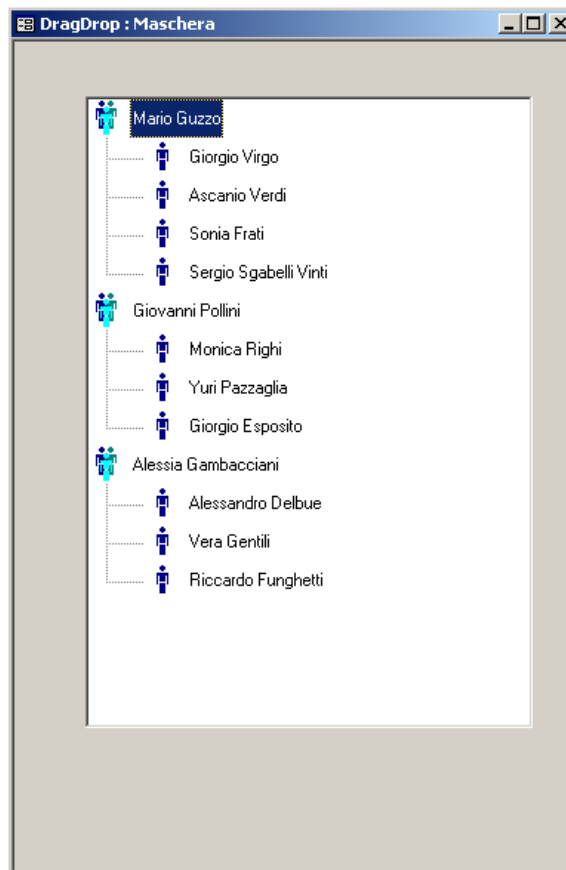 DragDrop : Maschera
Mario Guzzo
Giorgio Virgo
Ascanio Verdi
Sonia Frati
Sergio Sgabelli Vinti
Giovanni Pollini
Monica Righi
Yuri Pazzaglia
Giorgio Esposito
Alessia Gambacciani
Alessandro Delbue
Vera Gentili
Riccardo Funghetti